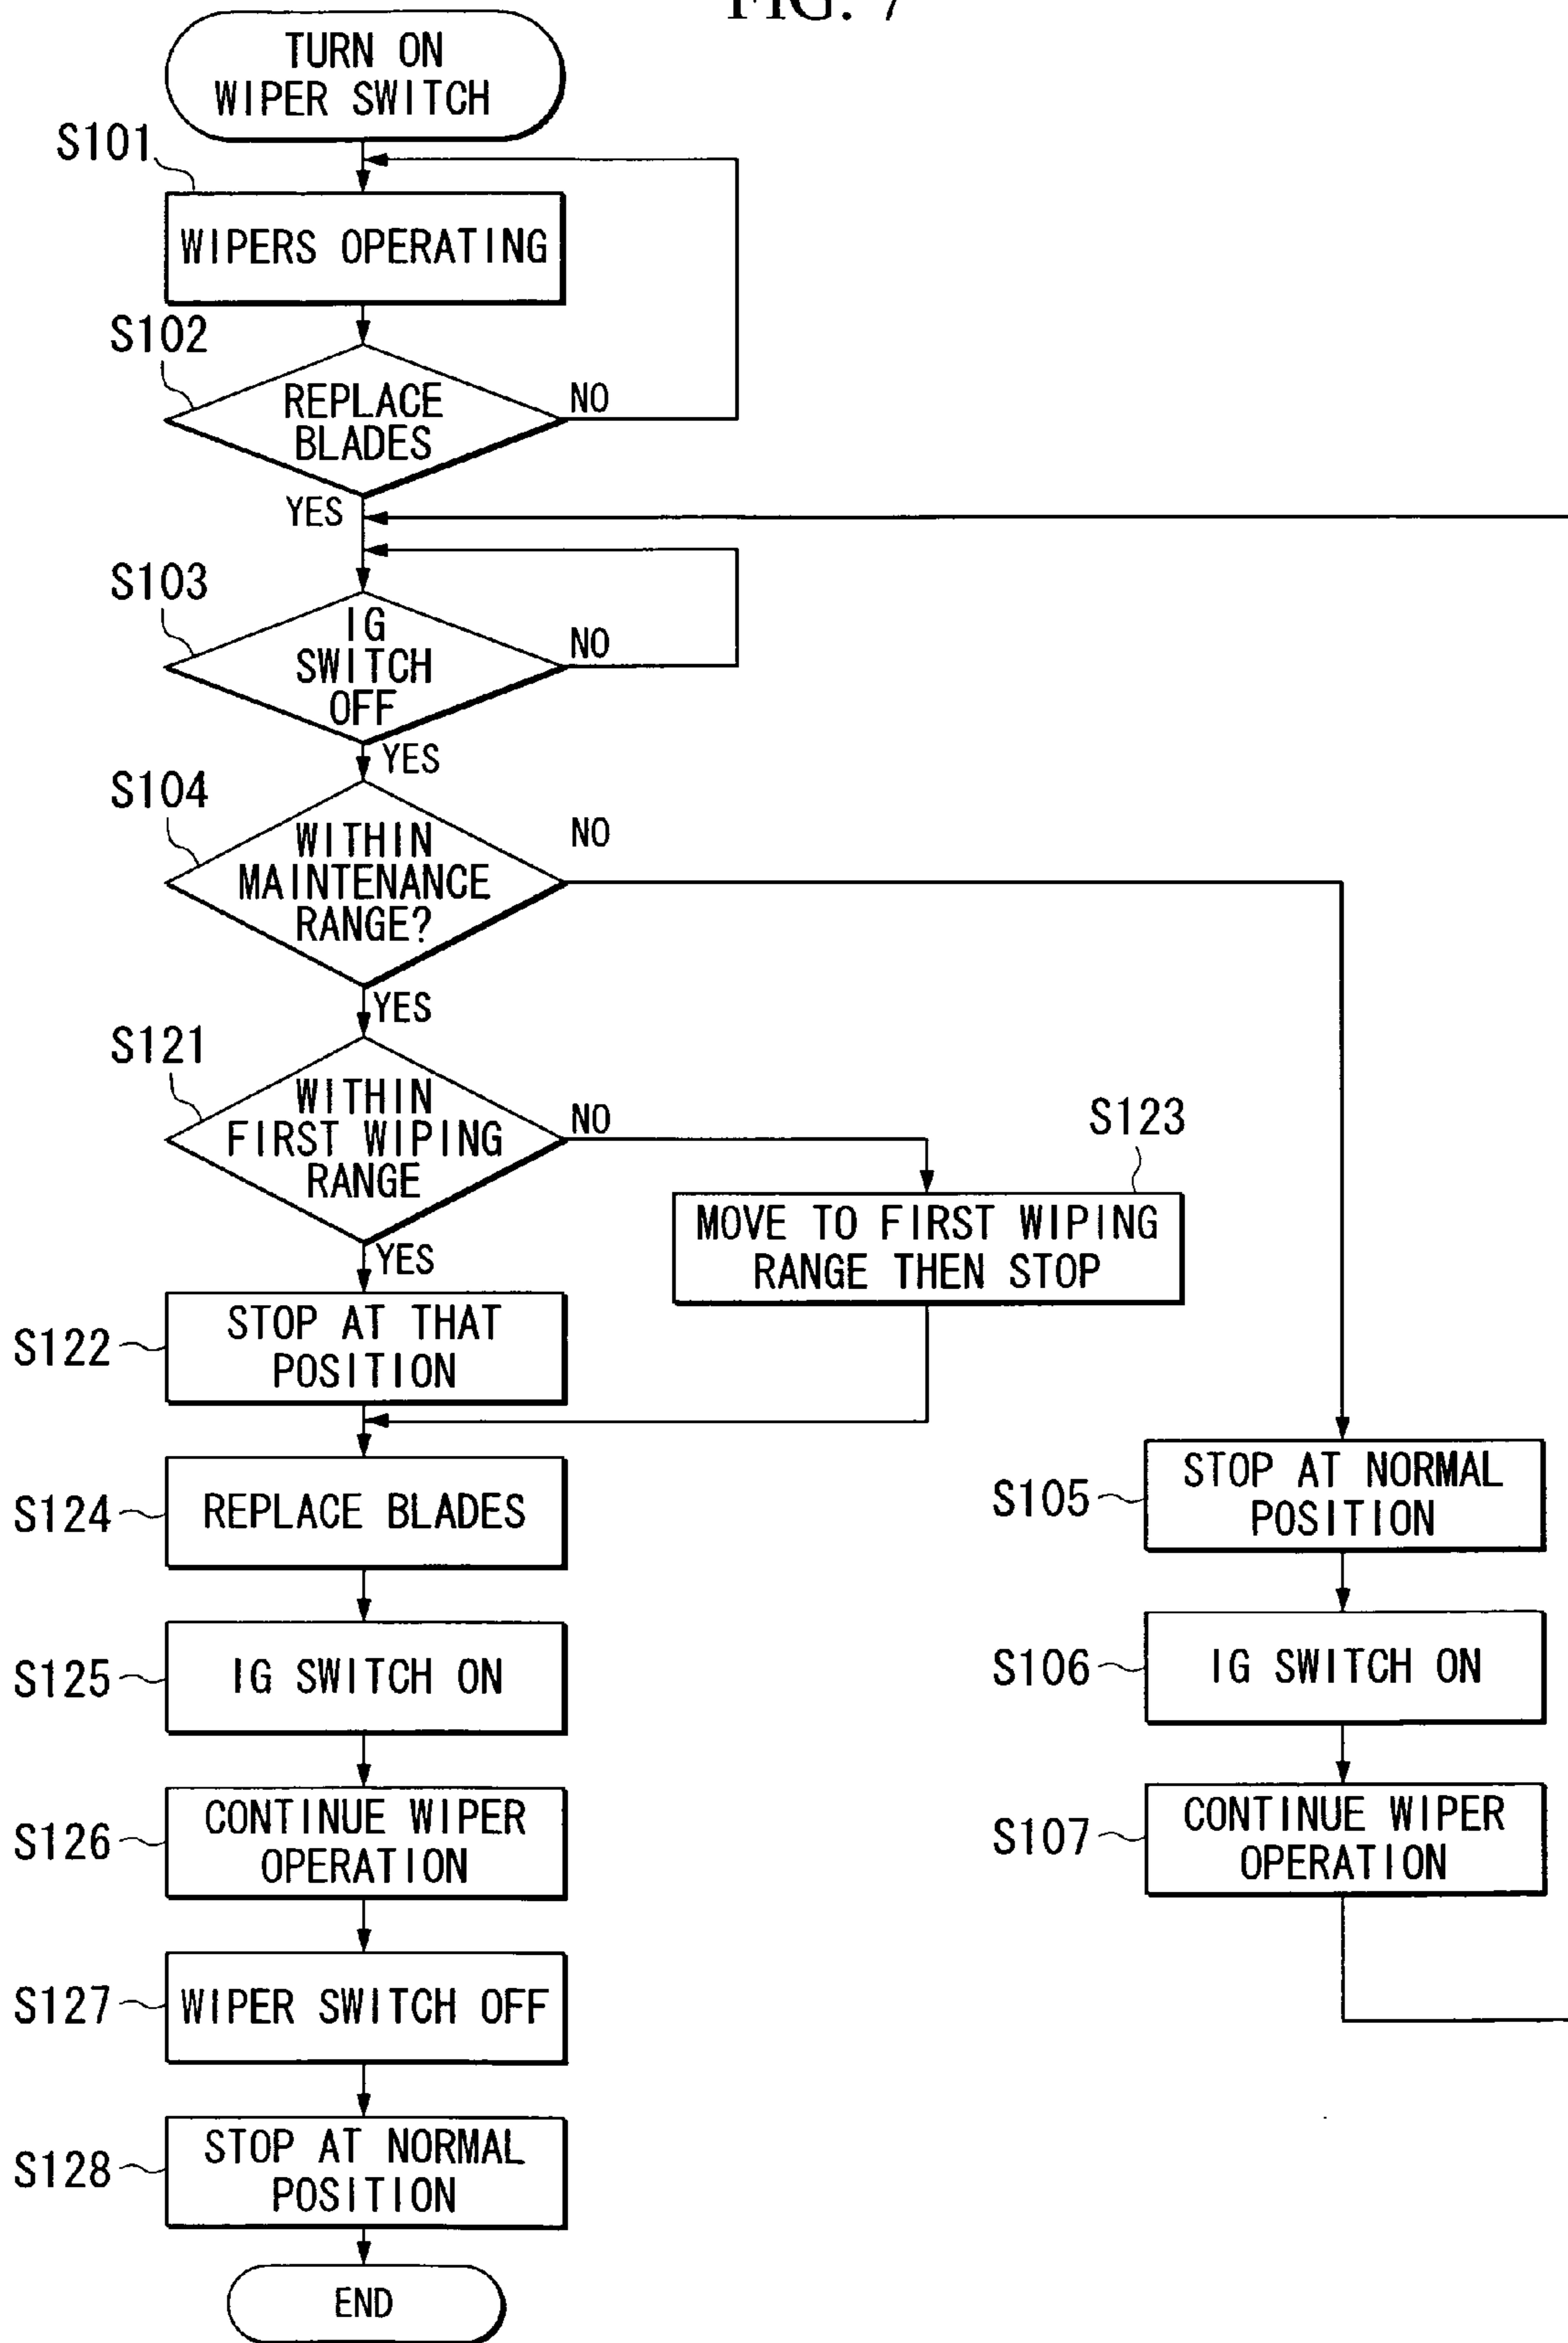 FIG. 7
TURN ON
WIPER SWITCH
S101
WIPERS OPERATING
S102
REPLACE
BLADES
NO
YES
S103
IG
SWITCH
OFF
NO
YES
S104
WITHIN
MAINTENANCE
RANGE?
NO
YES
S121
WITHIN
FIRST WIPING
RANGE
NO
S123
MOVE TO FIRST WIPING
RANGE THEN STOP
YES
S122
STOP AT THAT
POSITION
S124
REPLACE BLADES
S105
STOP AT NORMAL
POSITION
S125
IG SWITCH ON
S106
IG SWITCH ON
S126
CONTINUE WIPER
OPERATION
S107
CONTINUE WIPER
OPERATION
S127
WIPER SWITCH OFF
S128
STOP AT NORMAL
POSITION
END